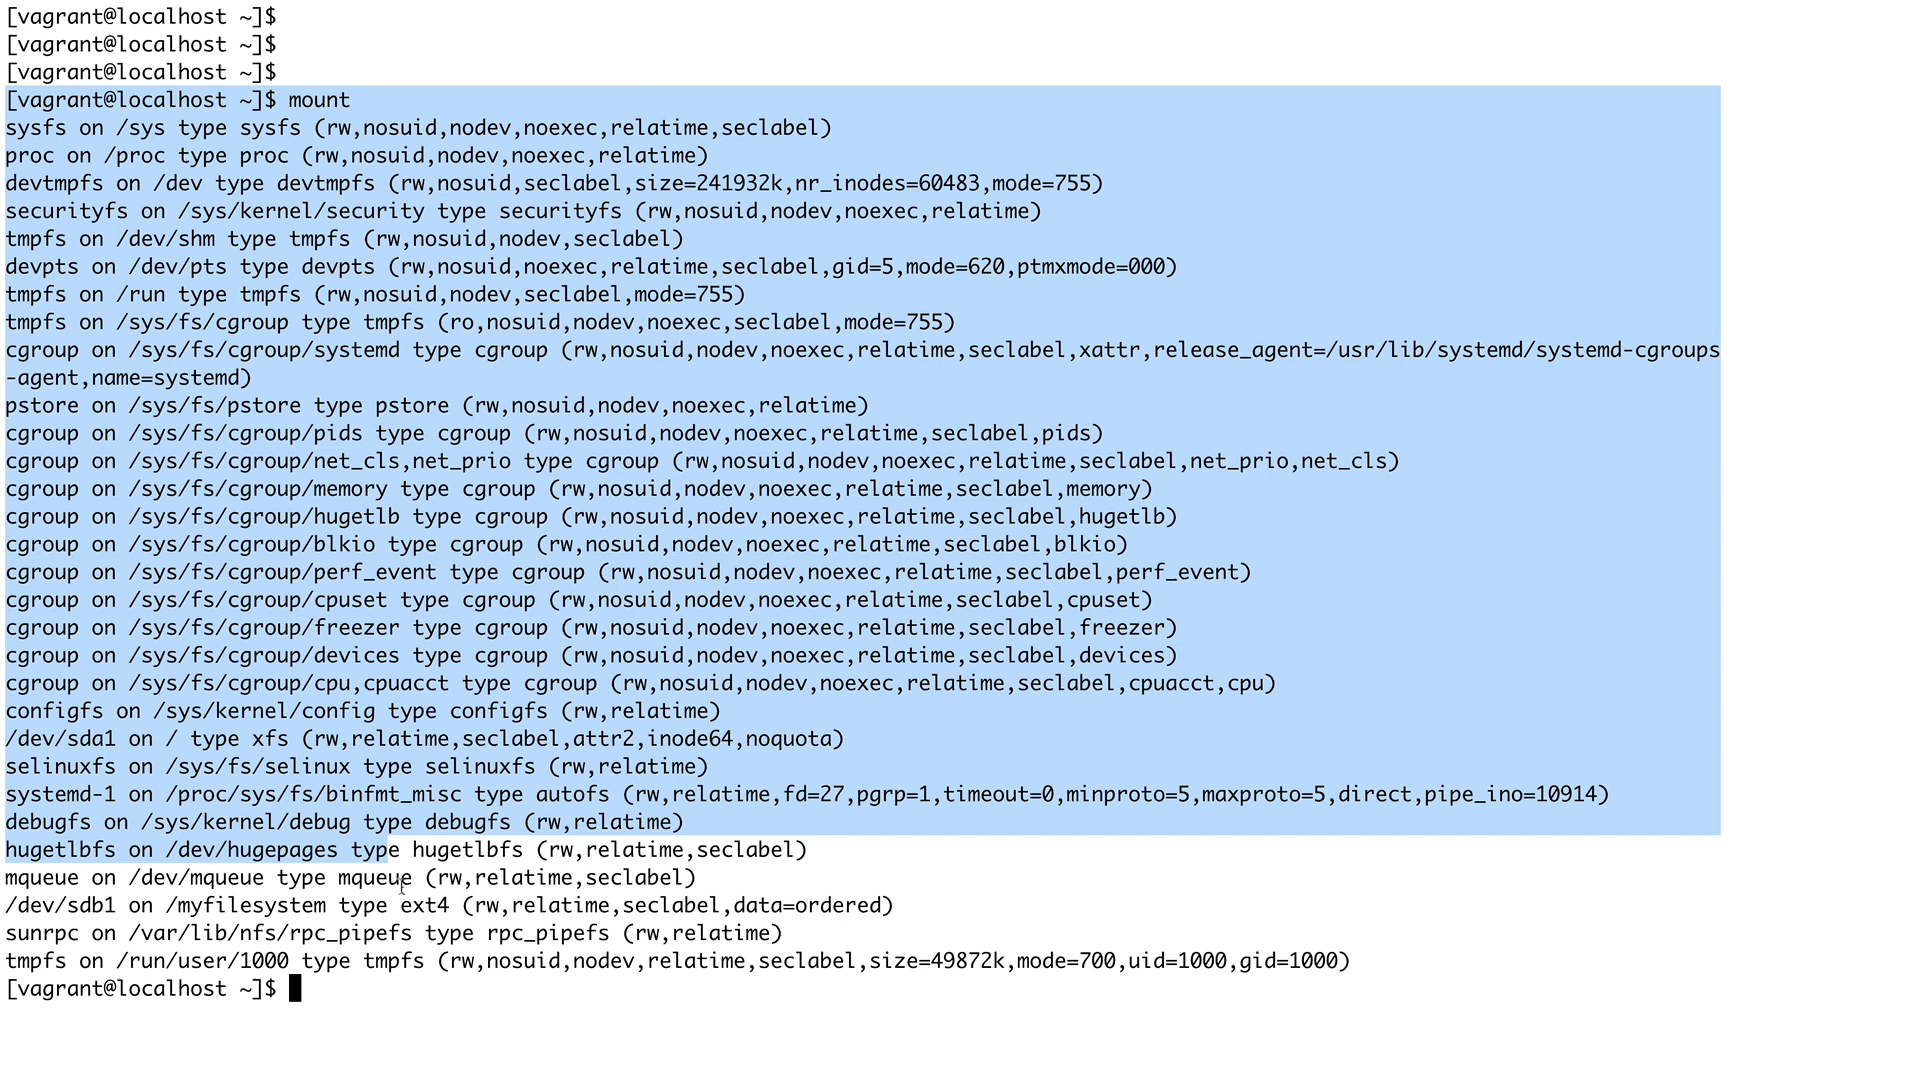 [vagrant@localhost ~]$
[vagrant@localhost ~]$
[vagrant@localhost ~]$
[vagrant@localhost ~]$ mount
sysfs on /sys type sysfs (rw,nosuid,nodev,noexec,relatime,seclabel)
proc on /proc type proc (rw,nosuid,nodev,noexec,relatime)
devtmpfs on /dev type devtmpfs (rw,nosuid,seclabel,size=241932k,nr_inodes=60483,mode=755)
securityfs on /sys/kernel/security type securityfs (rw,nosuid,nodev,noexec,relatime)
tmpfs on /dev/shm type tmpfs (rw,nosuid,nodev,seclabel)
devpts on /dev/pts type devpts (rw,nosuid,noexec,relatime,seclabel,gid=5,mode=620,ptmxmode=000)
tmpfs on /run type tmpfs (rw,nosuid,nodev,seclabel,mode=755)
tmpfs on /sys/fs/cgroup type tmpfs (ro,nosuid,nodev,noexec,seclabel,mode=755)
cgroup on /sys/fs/cgroup/systemd type cgroup (rw,nosuid,nodev,noexec,relatime,seclabel,xattr,release_agent=/usr/lib/systemd/systemd-cgroups
-agent,name=systemd)
pstore on /sys/fs/pstore type pstore (rw,nosuid,nodev,noexec,relatime)
cgroup on /sys/fs/cgroup/pids type cgroup (rw,nosuid,nodev,noexec,relatime,seclabel,pids)
cgroup on /sys/fs/cgroup/net_cls,net_prio type cgroup (rw,nosuid,nodev,noexec,relatime,seclabel,net_prio,net_cls)
cgroup on /sys/fs/cgroup/memory type cgroup (rw,nosuid,nodev,noexec,relatime,seclabel,memory)
cgroup on /sys/fs/cgroup/hugetlb type cgroup (rw,nosuid,nodev,noexec,relatime,seclabel,hugetlb)
cgroup on /sys/fs/cgroup/blkio type cgroup (rw,nosuid,nodev,noexec,relatime,seclabel,blkio)
cgroup on /sys/fs/cgroup/perf_event type cgroup (rw,nosuid,nodev,noexec,relatime,seclabel,perf_event)
cgroup on /sys/fs/cgroup/cpuset type cgroup (rw,nosuid,nodev,noexec,relatime,seclabel,cpuset)
cgroup on /sys/fs/cgroup/freezer type cgroup (rw,nosuid,nodev,noexec,relatime,seclabel,freezer)
cgroup on /sys/fs/cgroup/devices type cgroup (rw,nosuid,nodev,noexec,relatime,seclabel,devices)
cgroup on /sys/fs/cgroup/cpu,cpuacct type cgroup (rw,nosuid,nodev,noexec,relatime,seclabel,cpuacct,cpu)
configfs on /sys/kernel/config type configfs (rw,relatime)
/dev/sda1 on / type xfs (rw,relatime,seclabel,attr2,inode64,noquota)
selinuxfs on /sys/fs/selinux type selinuxfs (rw,relatime)
systemd-1 on /proc/sys/fs/binfmt_misc type autofs (rw,relatime,fd=27,pgrp=1,timeout=0,minproto=5,maxproto=5,direct,pipe_ino=10914)
debugfs on /sys/kernel/debug type debugfs (rw,relatime)
hugetlbfs on /dev/hugepages type hugetlbfs (rw,relatime,seclabel)
mqueue on /dev/mqueue type mqueue (rw,relatime,seclabel)
/dev/sdb1 on /myfilesystem type ext4 (rw,relatime,seclabel,data=ordered)
sunrpc on /var/lib/nfs/rpc_pipefs type rpc_pipefs (rw,relatime)
tmpfs on /run/user/1000 type tmpfs (rw,nosuid,nodev,relatime,seclabel,size=49872k,mode=700,uid=1000,gid=1000)
[vagrant@localhost ~]$